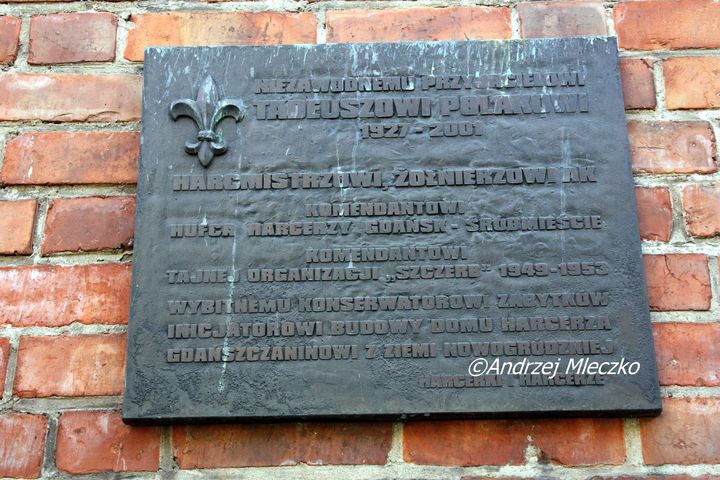 NIEZAWODNEMU PRZYJACIELOWI
TADEUSZOWI POLAKOWI
1927 - 2001
HARCMISTRZOWI, ŻOŁNIERZOWI AK
KOMENDANTOWI
HUFCA HARCERZY GDAŃSK - ŚRÓDMIEŚCIE
KOMENDANTOWI
TAJNEJ ORGANIZACJI „SZCZERB" 1949-1953
WYBITNEMU KONSERWATOROWI ZABYTKÓW
INICJATOROWI BUDOWY DOMU HARCERZA
GDAŃSZCZANINOWI Z ZIEMI NOWOGRÓDZKIEJ
©Andrzej Mleczko
HARCERKI I HARCERZE